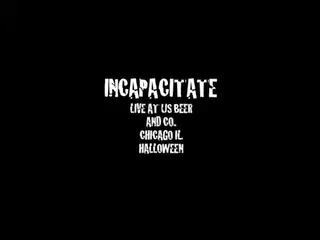 INCAPACITATE
LIVE AT US BEER
AND CO.
CHICAGO IL.
HALLOWEEN